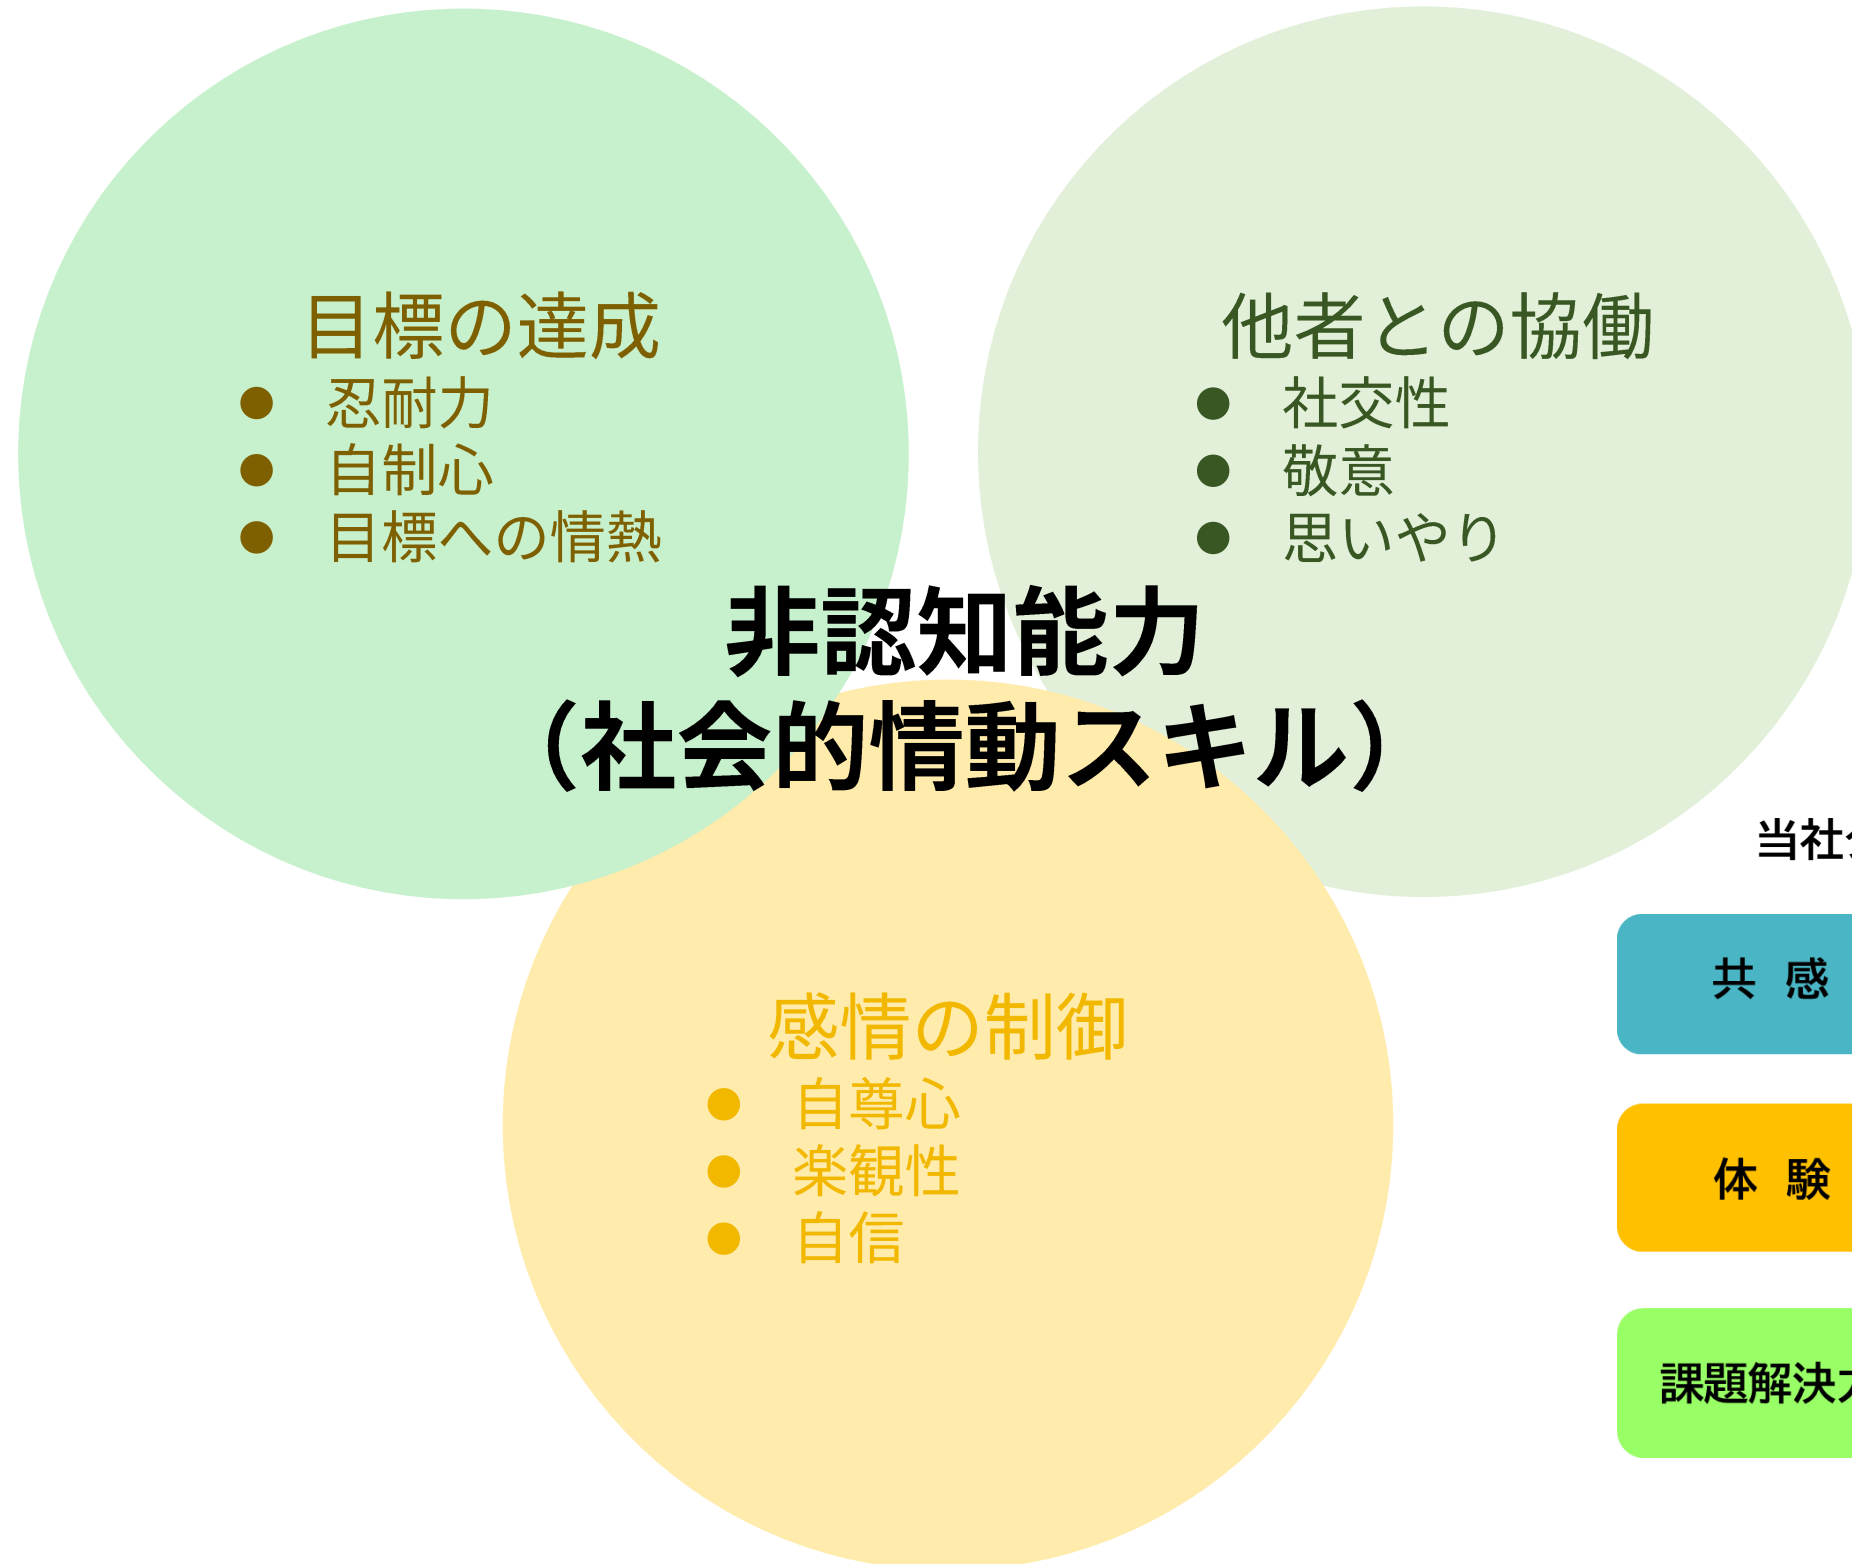 目標の達成
● 忍耐力
● 自制心
● 目標への情熱
他者との協働
● 社交性
● 敬意
● 思いやり
非認知能力
（社会的情動スキル）
感情の制御
● 自尊心
● 楽観性
● 自信
当社
共 感
体 験
課題解決